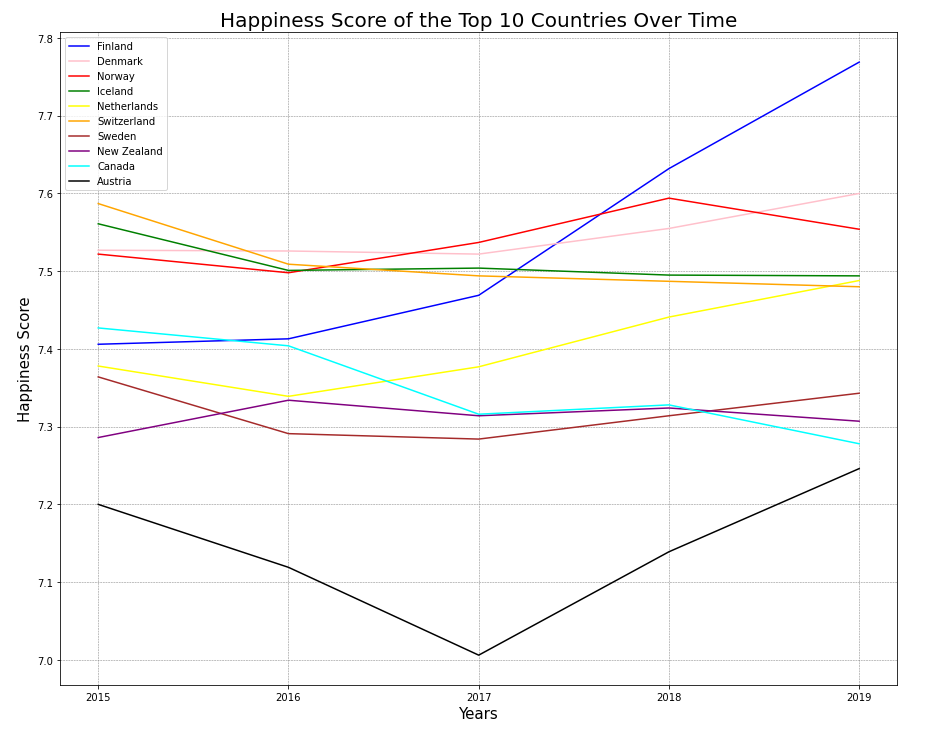 Happiness Score of the Top 10 Countries Over Time
7.8
7.7
7.6
7.5
7.4
7.3
7.2
7.1
7.0
Happiness Score
Finland
Denmark
Norway
Iceland
Netherlands
Switzerland
Sweden
New Zealand
Canada
Austria
2015 2016 2017 2018 2019
Years